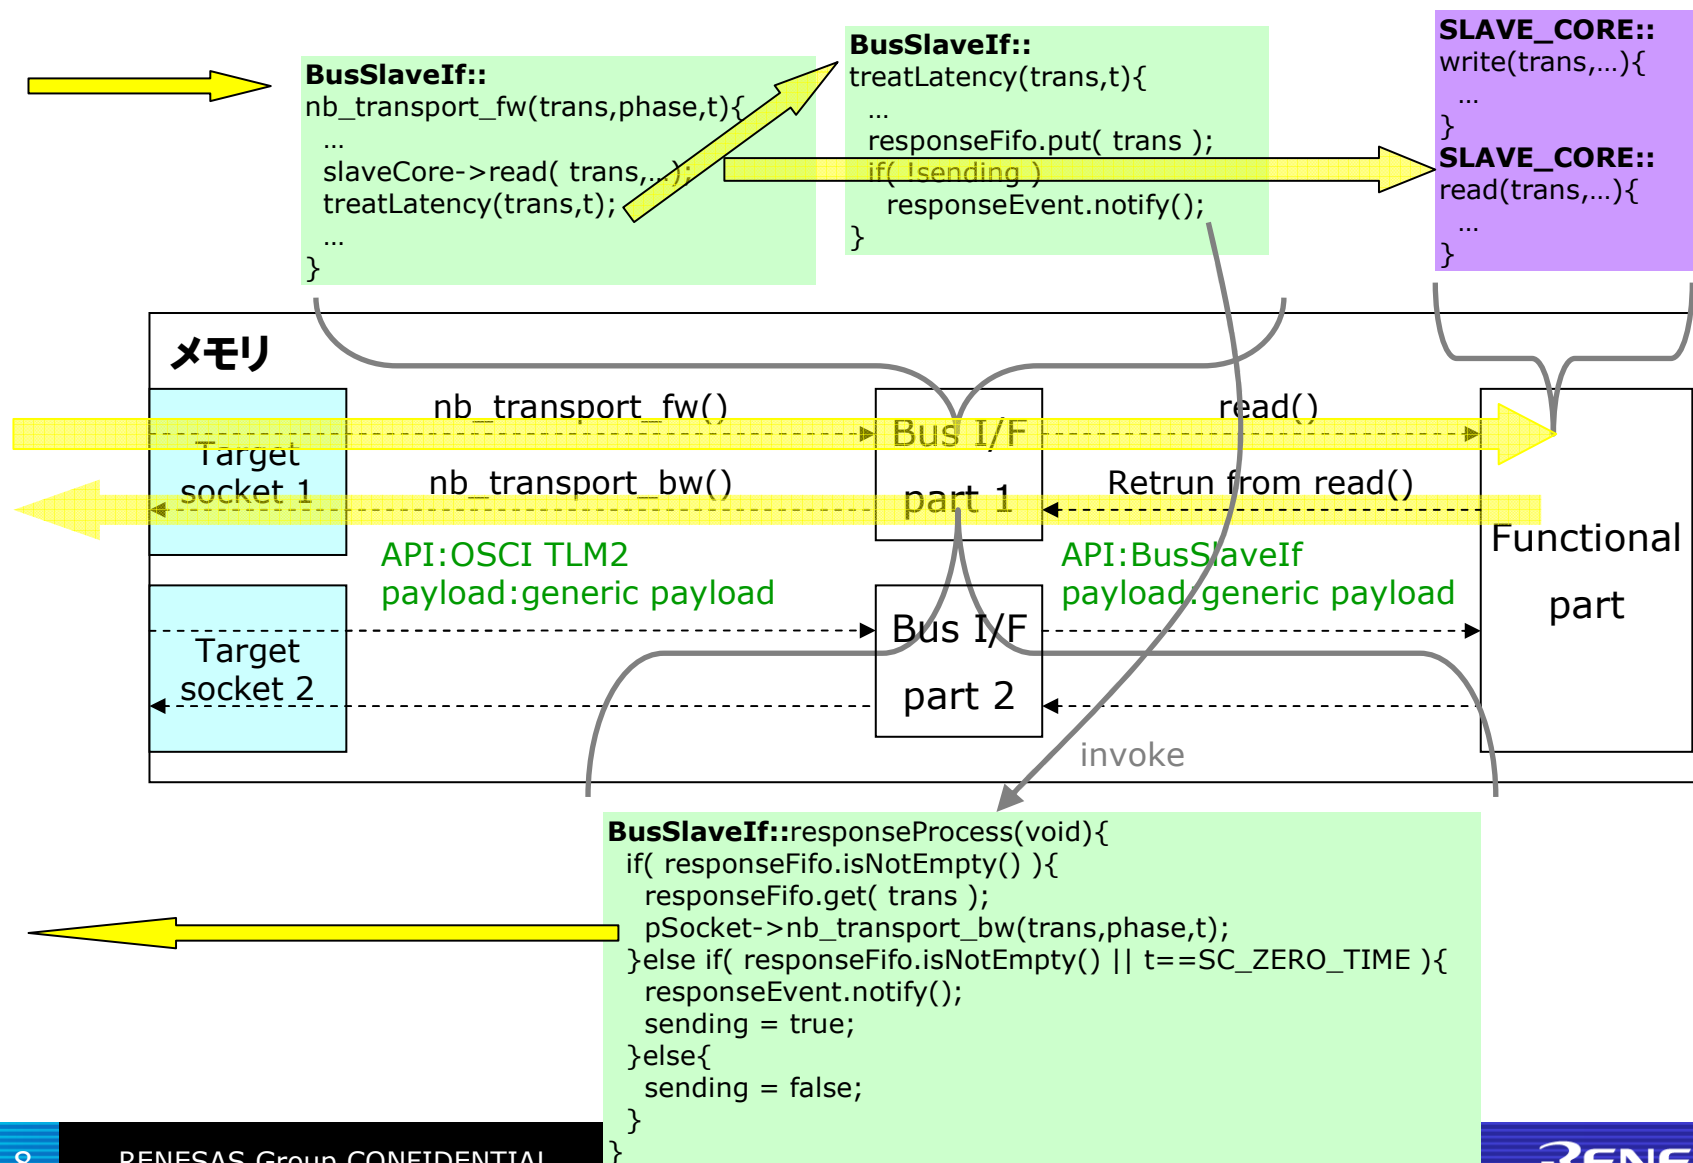 BusSlaveIf::
nb_transport_fw(trans,phase,t){
…
slaveCore->read( trans,…);
treatLatency(trans,t);
…
}
BusSlaveIf::
treatLatency(trans,t){
…
responseFifo.put( trans );
if( !sending )
responseEvent.notify();
}
SLAVE_CORE::
write(trans,…){
…
}
SLAVE_CORE::
read(trans,…){
…
}
メモリ
nb_transport_fw()
read()
Target
socket 1
Bus I/F
part 1
nb_transport_bw()
Retrun from read()
API:OSCI TLM2
payload:generic payload
API:BusSlaveIf
payload:generic payload
Functional
part
Target
socket 2
Bus I/F
part 2
invoke
BusSlaveIf::responseProcess(void){
if( responseFifo.isNotEmpty() ){
responseFifo.get( trans );
pSocket->nb_transport_bw(trans,phase,t);
}else if( responseFifo.isNotEmpty() || t==SC_ZERO_TIME ){
responseEvent.notify();
sending = true;
}else{
sending = false;
}
}
8
RENESAS Group CONFIDENTIAL
RENE